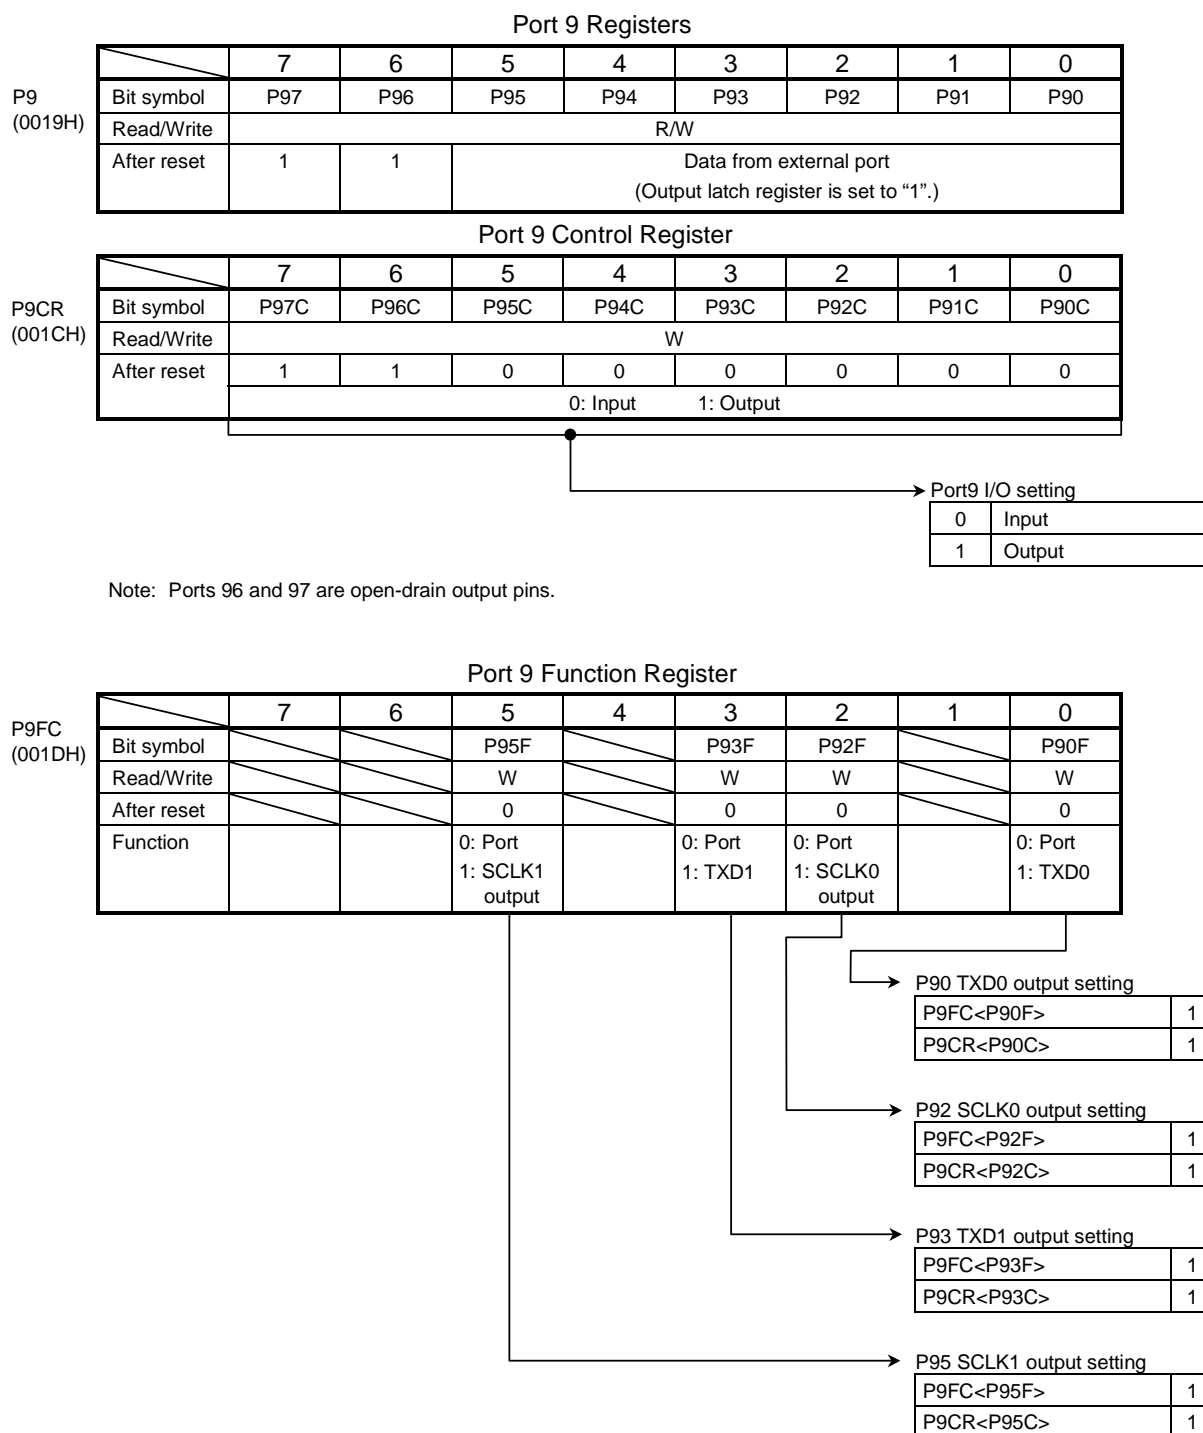 Port 9 Registers
7 6 5 4 3 2 1 0
P9 (0019H)
Bit symbol P97 P96 P95 P94 P93 P92 P91 P90
Read/Write R/W
After reset 1 1 Data from external port
(Output latch register is set to “1”.)
Port 9 Control Register
7 6 5 4 3 2 1 0
P9CR (001CH)
Bit symbol P97C P96C P95C P94C P93C P92C P91C P90C
Read/Write W
After reset 1 1 0 0 0 0 0 0
0: Input 1: Output
Port9 I/O setting
0 Input
1 Output
Note: Ports 96 and 97 are open-drain output pins.
Port 9 Function Register
7 6 5 4 3 2 1 0
P9FC (001DH)
Bit symbol P95F P93F P92F P90F
Read/Write W W W W
After reset 0 0 0 0
Function 0: Port 0: Port 0: Port 0: Port
1: SCLK1 1: TXD1 1: SCLK0 1: TXD0
output output
P90 TXD0 output setting
P9FC<P90F> 1
P9CR<P90C> 1
P92 SCLK0 output setting
P9FC<P92F> 1
P9CR<P92C> 1
P93 TXD1 output setting
P9FC<P93F> 1
P9CR<P93C> 1
P95 SCLK1 output setting
P9FC<P95F> 1
P9CR<P95C> 1